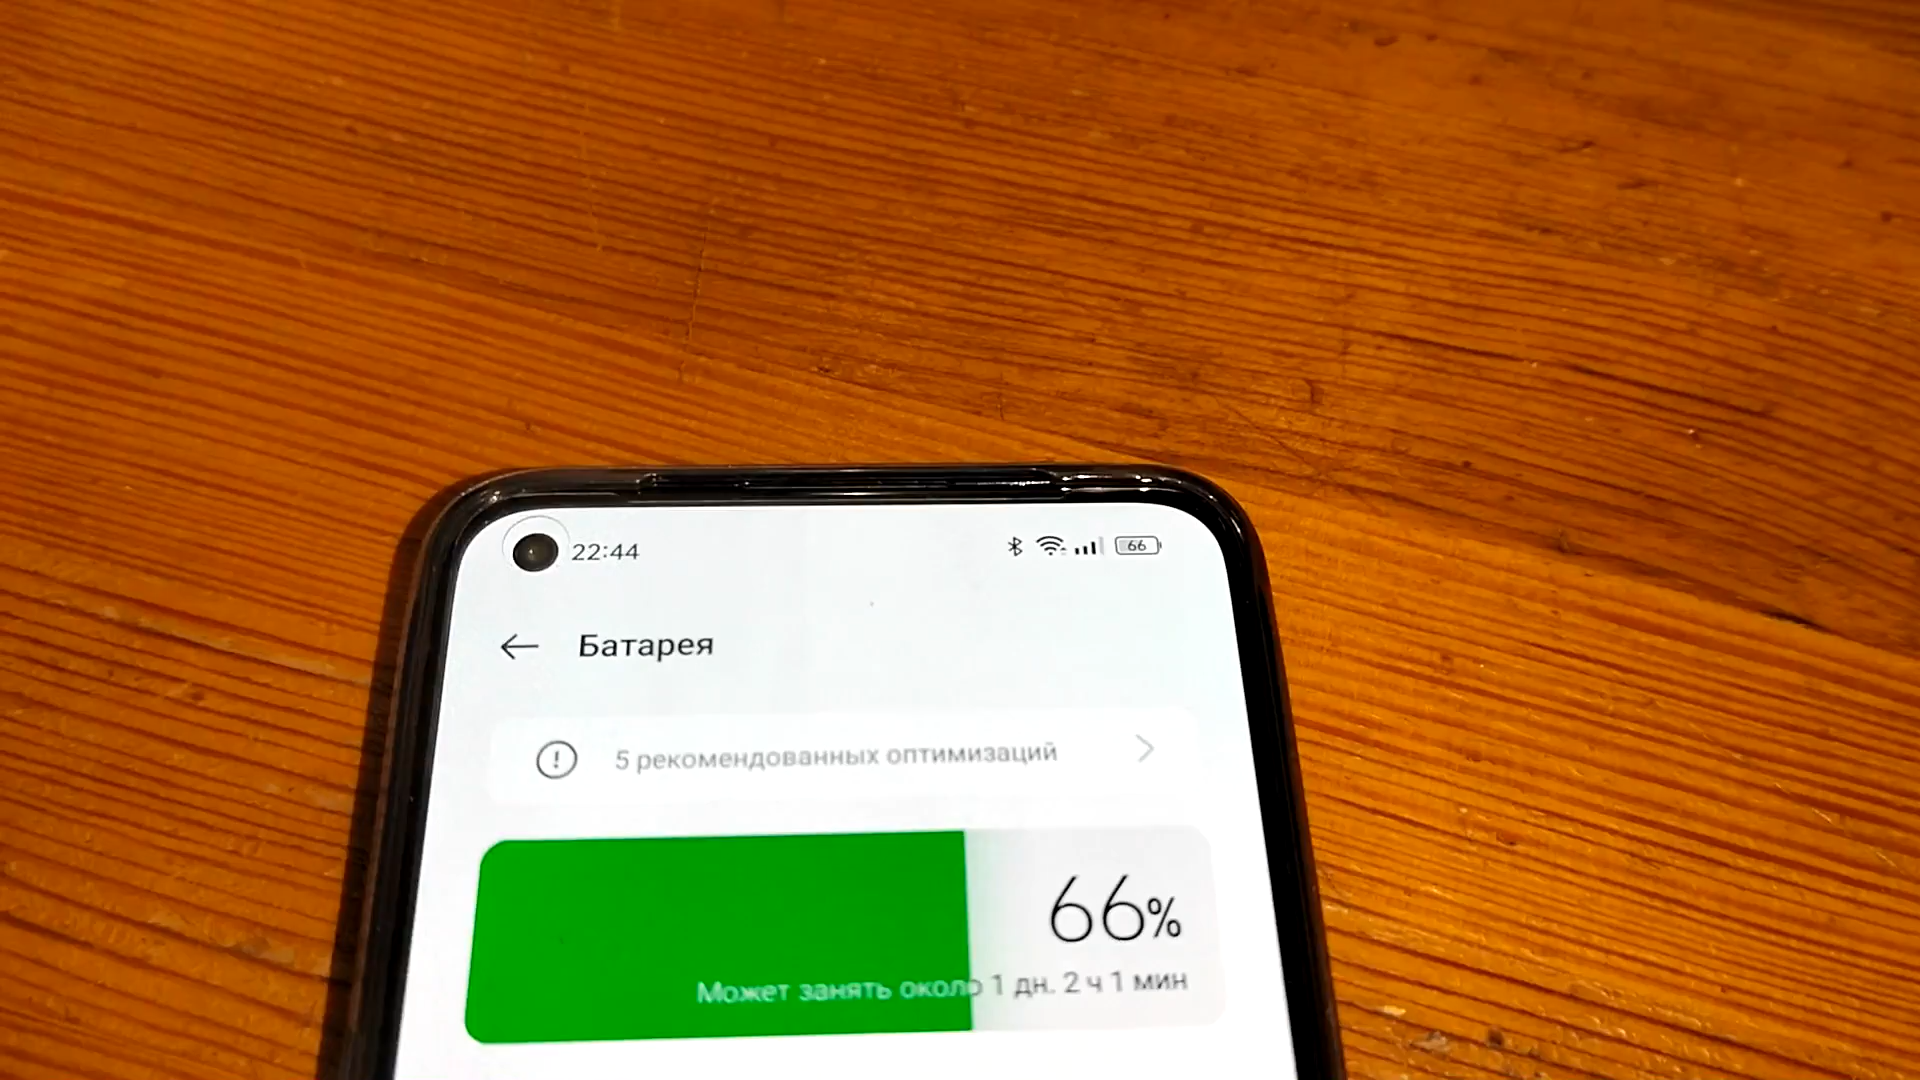 22:44 66
Батарея
5 рекомендованных оптимизаций
66%
Может занять около 1 дн. 2 ч 1 мин